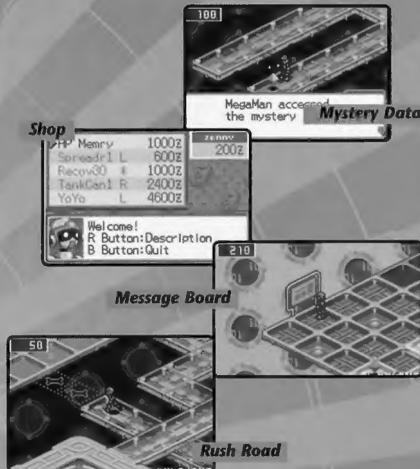 100
MegaMan accessed
the mystery
Mystery Data
Shop
HP Memry 1000Z
Spreadr1 L 600Z
Recov30 * 1000Z
TankCan1 R 2400Z
YoYo L 4600Z
zenny
200Z
Welcome!
R Button:Description
B Button:Quit
210
Message Board
50
Rush Road